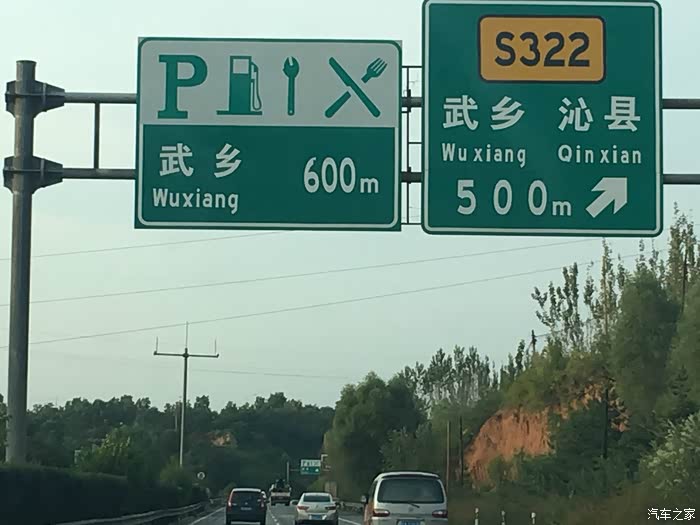 P
武乡 600m
Wuxiang
S322
武乡 沁县
Wuxiang Qinxian
500m
汽车之家